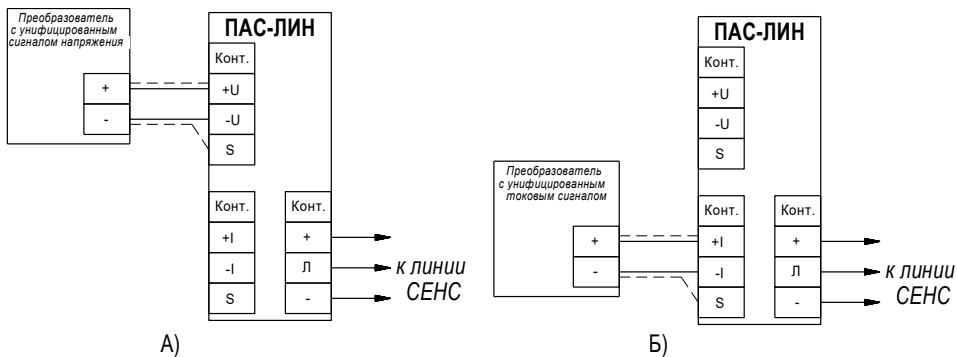 Преобразователь
с унифицированным
сигналом напряжения
+
-
ПАС-ЛИН
Конт.
+U
-U
S
Конт.
+I
-I
S
Конт.
+
Л
-
к линии
СЕНС
А)
ПАС-ЛИН
Конт.
+U
-U
S
Преобразователь
с унифицированным
токовым сигналом
+
-
Конт.
+I
-I
S
Конт.
+
Л
-
к линии
СЕНС
Б)